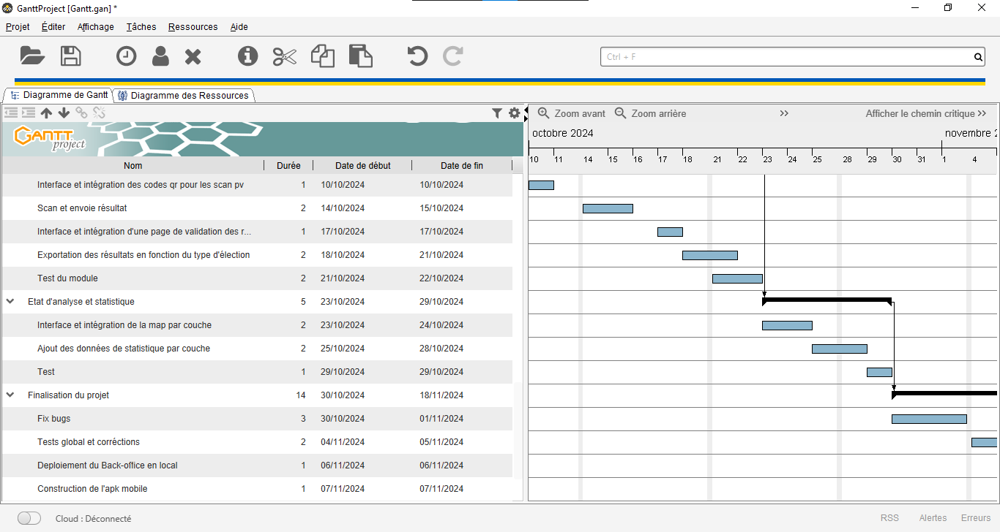 GanttProject [Gantt.gan] *
Projet Éditer Affichage Tâches Ressources Aide
Ctrl + F
Diagramme de Gantt Diagramme des Ressources
Zoom avant Zoom arrière >> Afficher le chemin critique >>
GANTT project
octobre 2024 novembre 2
10 11 14 15 16 17 18 21 22 23 24 25 28 29 30 31 1 4
Nom Durée Date de début Date de fin
Interface et intégration des codes qr pour les scan pv 1 10/10/2024 10/10/2024
Scan et envoie résultat 2 14/10/2024 15/10/2024
Interface et intégration d'une page de validation des r... 1 17/10/2024 17/10/2024
Exportation des résultats en fonction du type d'élection 2 18/10/2024 21/10/2024
Test du module 2 21/10/2024 22/10/2024
Etat d'analyse et statistique 5 23/10/2024 29/10/2024
Interface et intégration de la map par couche 2 23/10/2024 24/10/2024
Ajout des données de statistique par couche 2 25/10/2024 28/10/2024
Test 1 29/10/2024 29/10/2024
Finalisation du projet 14 30/10/2024 18/11/2024
Fix bugs 3 30/10/2024 01/11/2024
Tests global et corréctions 2 04/11/2024 05/11/2024
Deploiement du Back-office en local 1 06/11/2024 06/11/2024
Construction de l'apk mobile 1 07/11/2024 07/11/2024
Cloud : Déconnecté RSS Alertes Erreurs